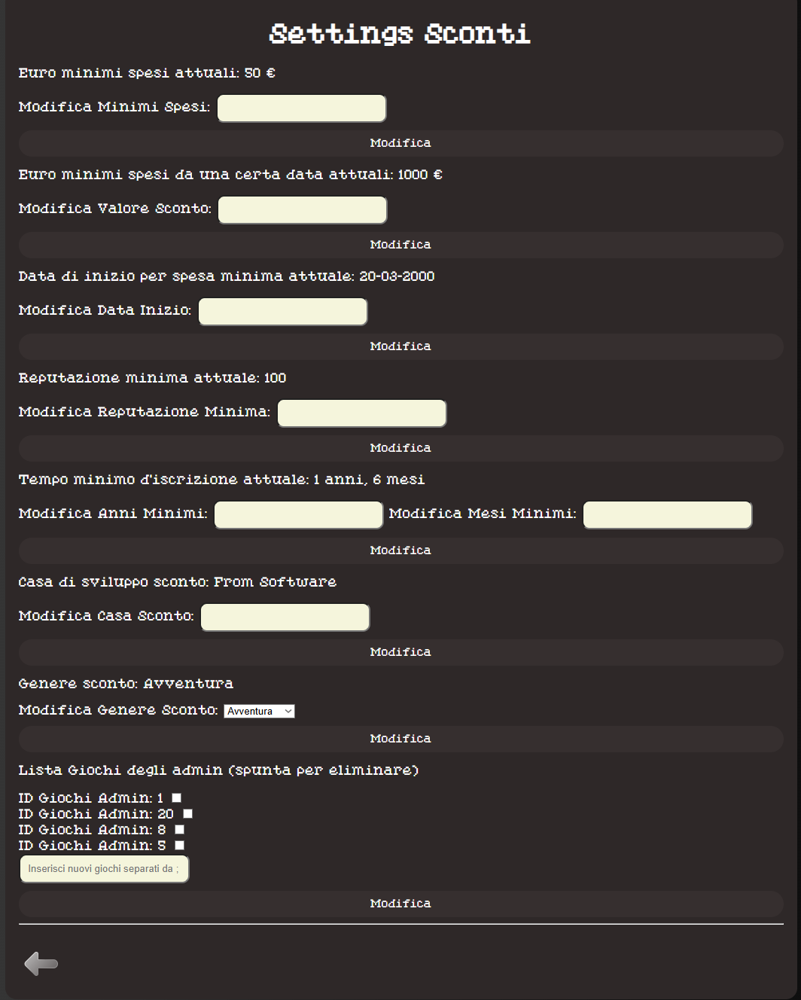 Settings Sconti
Euro minimi spesi attuali: 50 €
Modifica Minimi Spesi:
Modifica
Euro minimi spesi da una certa data attuali: 1000 €
Modifica Valore Sconto:
Modifica
Data di inizio per spesa minima attuale: 20-03-2000
Modifica Data Inizio:
Modifica
Reputazione minima attuale: 100
Modifica Reputazione Minima:
Modifica
Tempo minimo d'iscrizione attuale: 1 anni, 6 mesi
Modifica Anni Minimi: Modifica Mesi Minimi:
Modifica
Casa di sviluppo sconto: From Software
Modifica Casa Sconto:
Modifica
Genere sconto: Avventura
Modifica Genere Sconto: Avventura
Modifica
Lista Giochi degli admin (spunta per eliminare)
ID Giochi Admin: 1
ID Giochi Admin: 20
ID Giochi Admin: 8
ID Giochi Admin: 5
Inserisci nuovi giochi separati da ;
Modifica